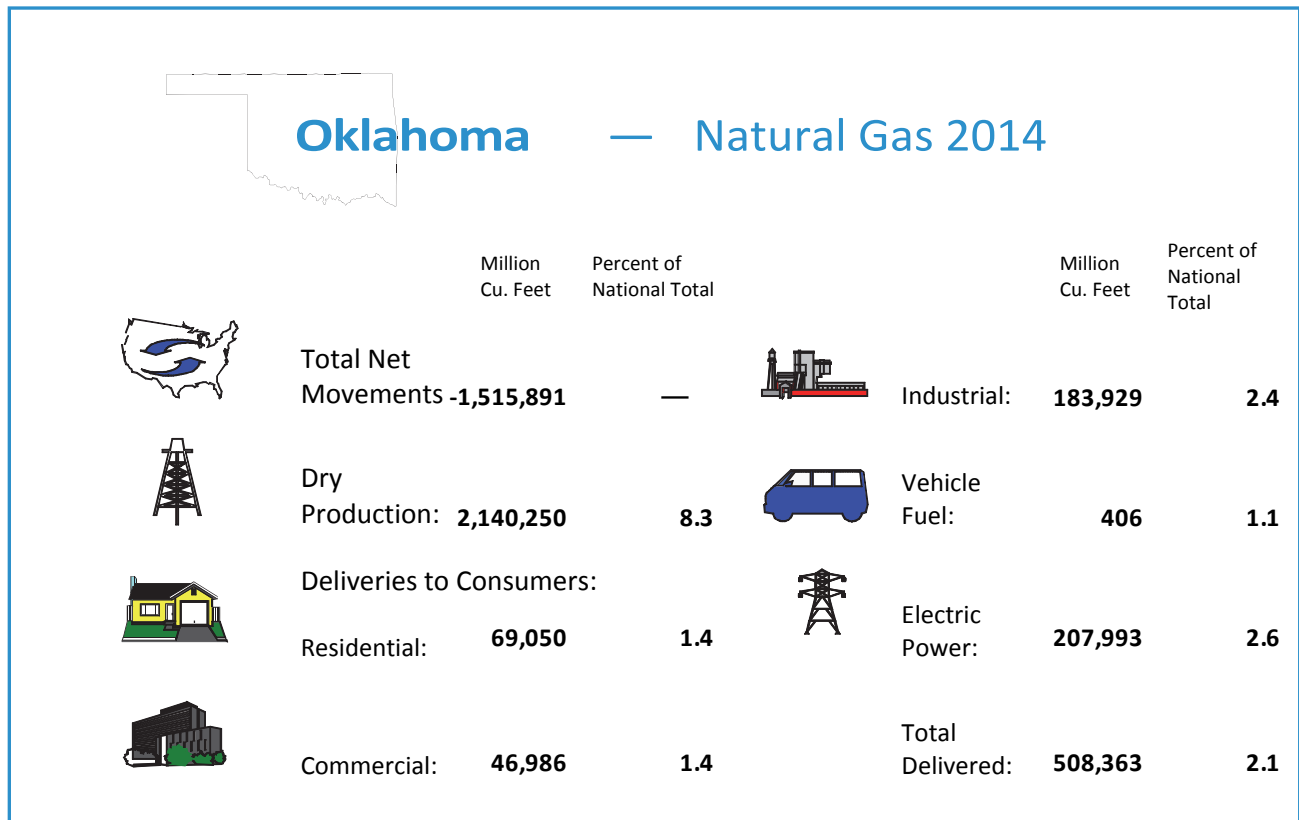 Oklahoma — Natural Gas 2014
Million
Cu. Feet
Percent of
National Total
Total Net
Movements -1,515,891 —
Dry
Production: 2,140,250 8.3
Deliveries to Consumers:
Residential: 69,050 1.4
Commercial: 46,986 1.4
Million
Cu. Feet
Percent of
National
Total
Industrial: 183,929 2.4
Vehicle
Fuel: 406 1.1
Electric
Power: 207,993 2.6
Total
Delivered: 508,363 2.1